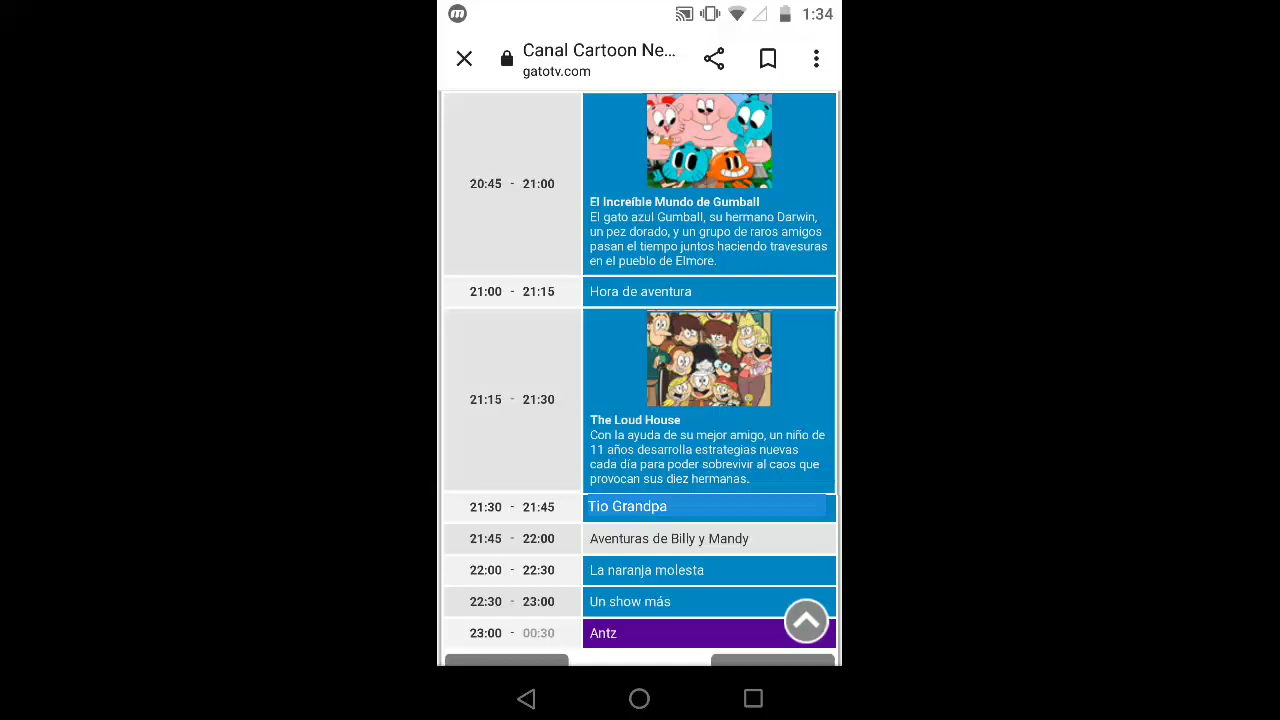 1:34
Canal Cartoon Ne...
gatotv.com
20:45 - 21:00
El Increíble Mundo de Gumball
El gato azul Gumball, su hermano Darwin,
un pez dorado, y un grupo de raros amigos
pasan el tiempo juntos haciendo travesuras
en el pueblo de Elmore.
21:00 - 21:15 Hora de aventura
21:15 - 21:30
The Loud House
Con la ayuda de su mejor amigo, un niño de
11 años desarrolla estrategias nuevas
cada día para poder sobrevivir al caos que
provocan sus diez hermanas.
21:30 - 21:45 Tio Grandpa
21:45 - 22:00 Aventuras de Billy y Mandy
22:00 - 22:30 La naranja molesta
22:30 - 23:00 Un show más
23:00 - 00:30 Antz